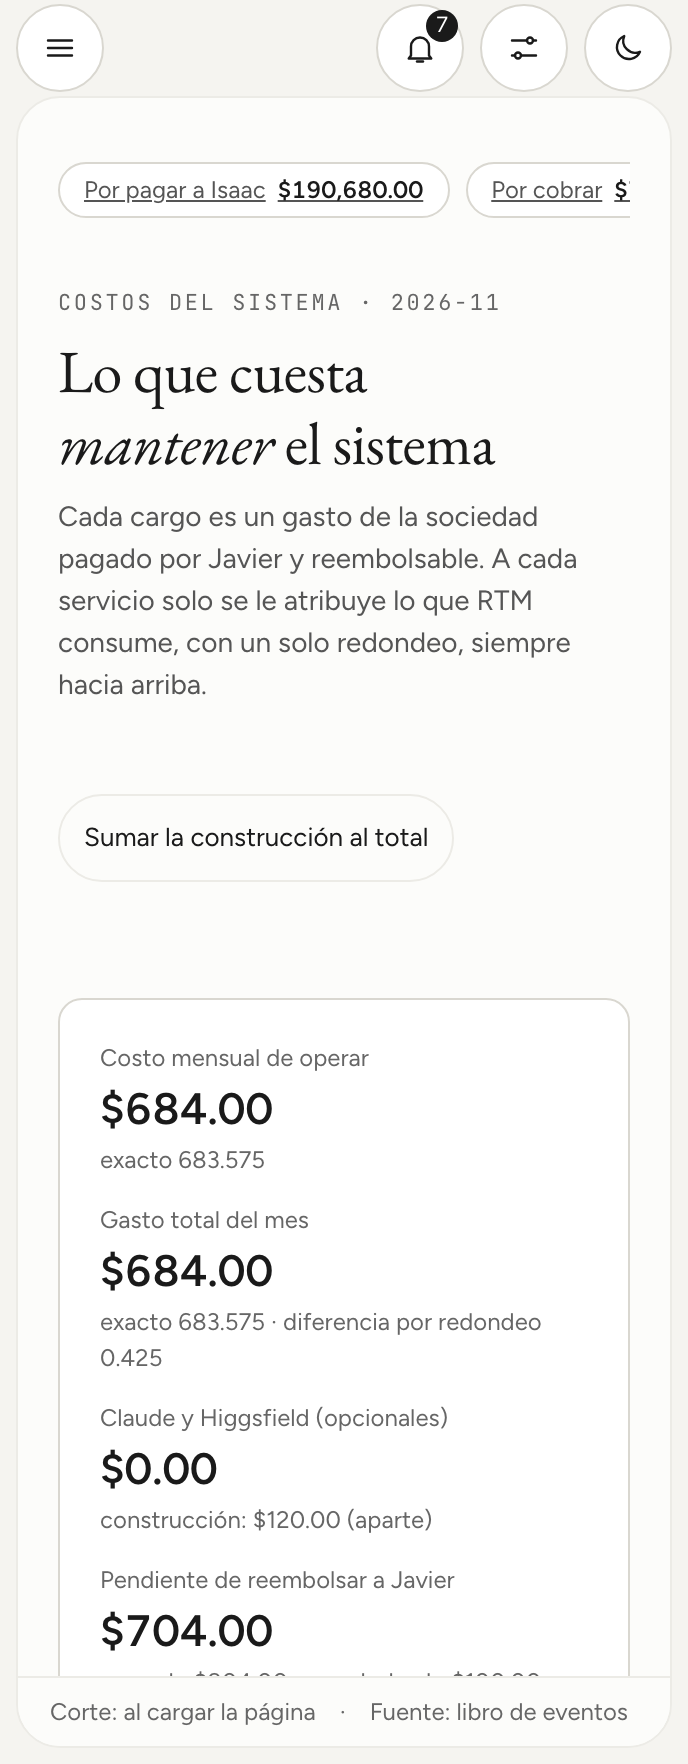 7
Por pagar a Isaac $190,680.00
Por cobrar
COSTOS DEL SISTEMA · 2026-11
Lo que cuesta
mantener el sistema
Cada cargo es un gasto de la sociedad
pagado por Javier y reembolsable. A cada
servicio solo se le atribuye lo que RTM
consume, con un solo redondeo, siempre
hacia arriba.
Sumar la construcción al total
Costo mensual de operar
$684.00
exacto 683.575
Gasto total del mes
$684.00
exacto 683.575 · diferencia por redondeo
0.425
Claude y Higgsfield (opcionales)
$0.00
construcción: $120.00 (aparte)
Pendiente de reembolsar a Javier
$704.00
Corte: al cargar la página · Fuente: libro de eventos